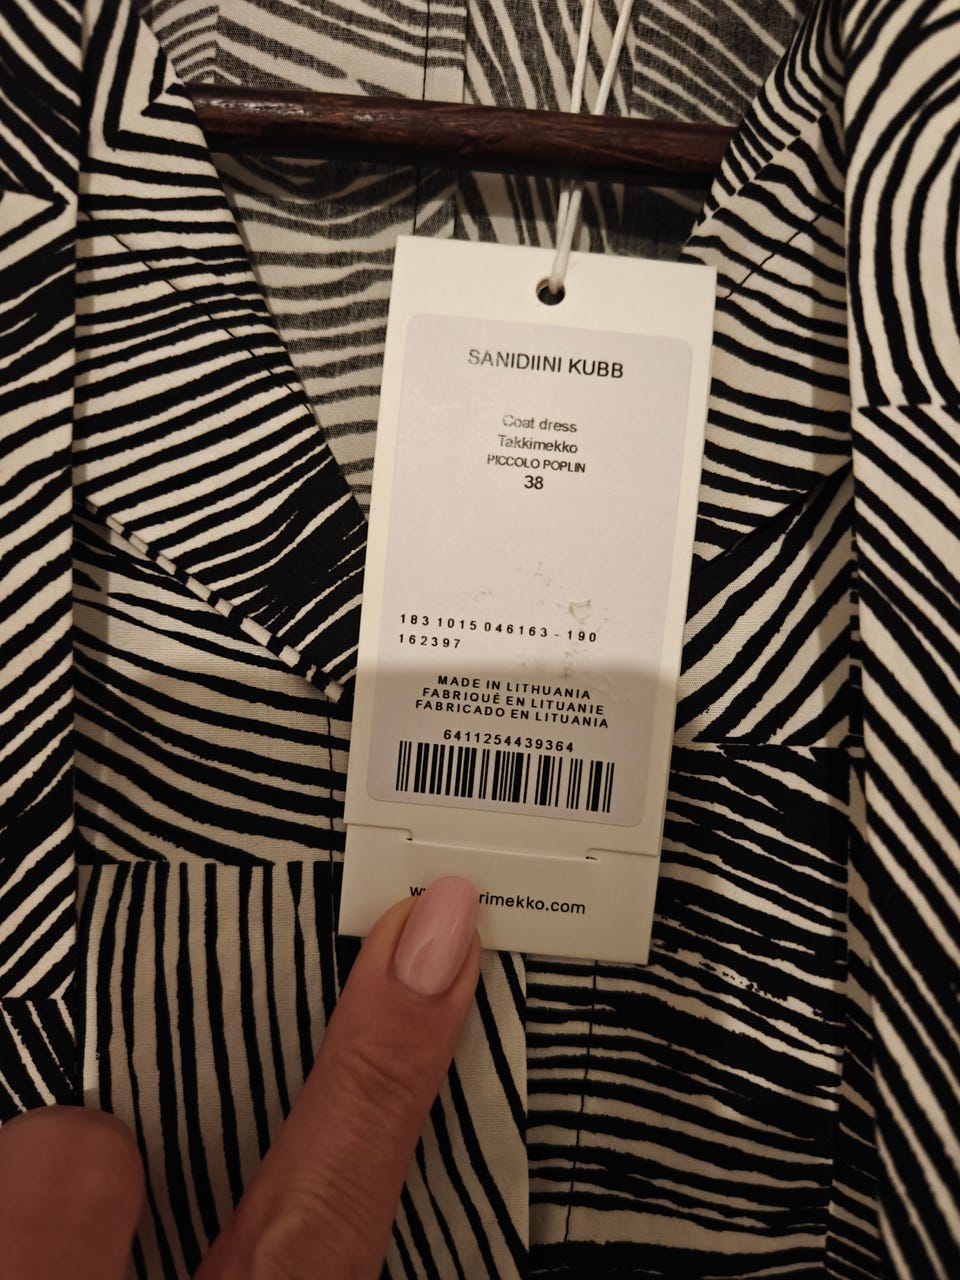 SANIDIINI KUBB
Coat dress
Takkimekko
PICCOLO POPLIN
38
183 1015 046163 - 190
162397
MADE IN LITHUANIA
FABRIQUÉ EN LITUANIE
FABRICADO EN LITUANIA
6411254439364
rimekko.com